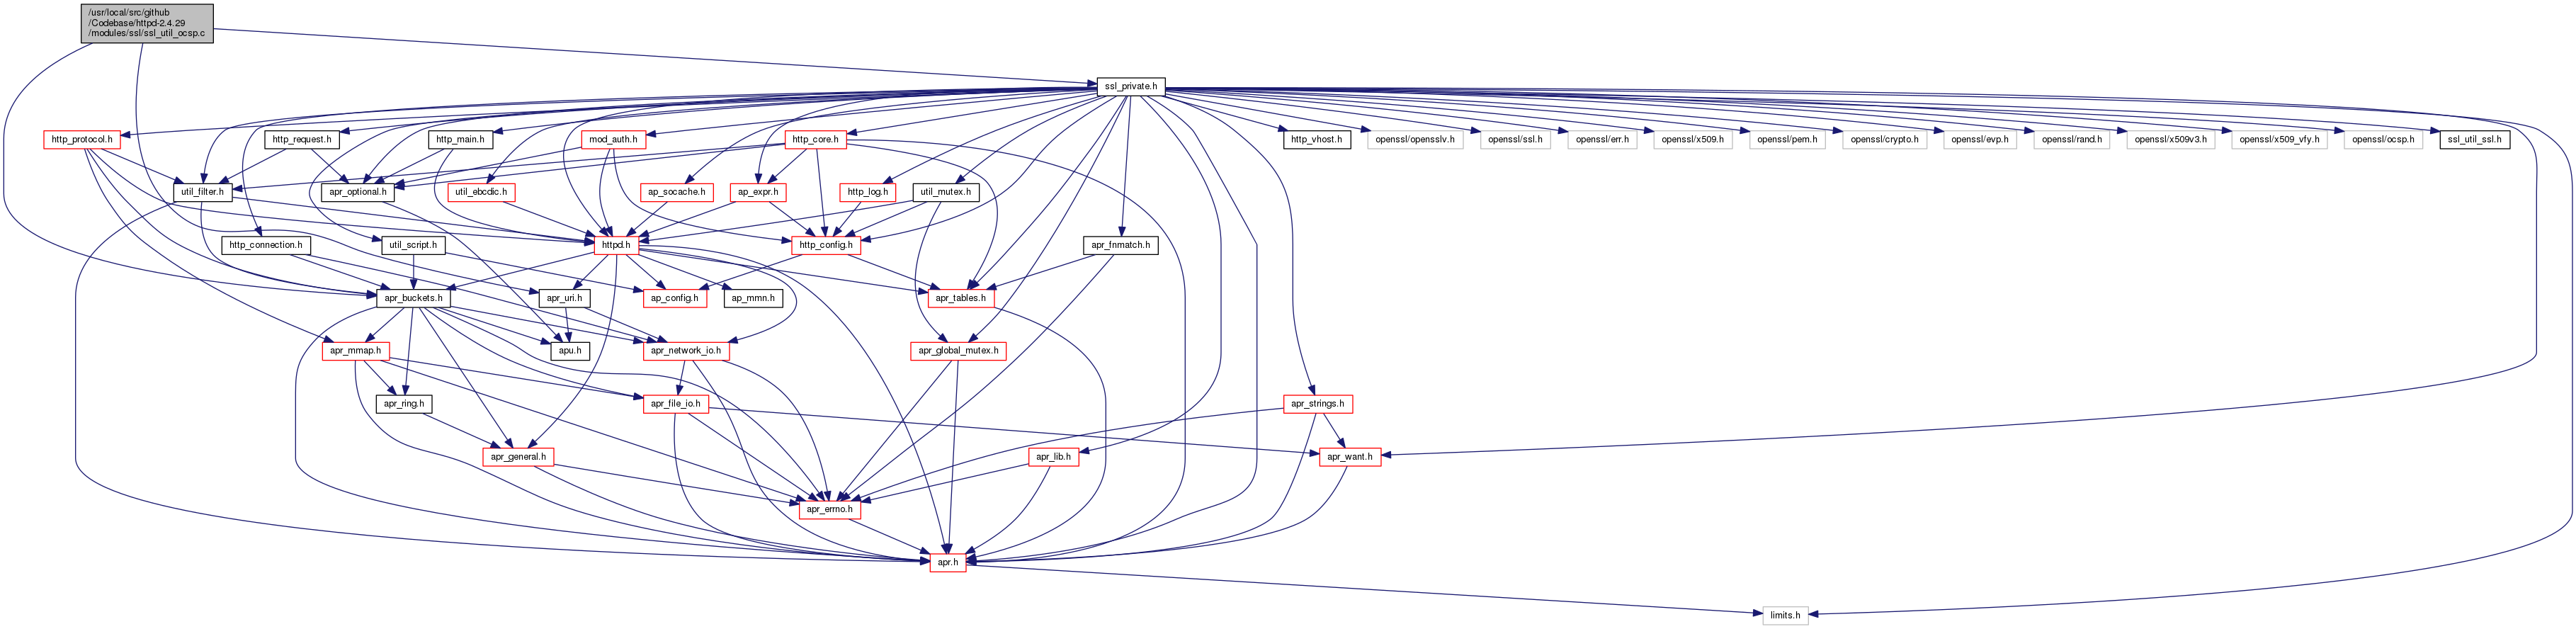 /usr/local/src/github
/Codebase/httpd-2.4.29
/modules/ssl/ssl_util_ocsp.c
ssl_private.h
http_protocol.h
http_request.h
http_main.h
mod_auth.h
http_core.h
http_vhost.h
openssl/opensslv.h
openssl/ssl.h
openssl/err.h
openssl/x509.h
openssl/pem.h
openssl/crypto.h
openssl/evp.h
openssl/rand.h
openssl/x509v3.h
openssl/x509_vfy.h
openssl/ocsp.h
ssl_util_ssl.h
util_filter.h
apr_optional.h
util_ebcdic.h
ap_socache.h
ap_expr.h
http_log.h
util_mutex.h
http_connection.h
util_script.h
httpd.h
http_config.h
apr_fnmatch.h
apr_buckets.h
apr_uri.h
ap_config.h
ap_mmn.h
apr_tables.h
apr_mmap.h
apu.h
apr_network_io.h
apr_global_mutex.h
apr_ring.h
apr_file_io.h
apr_strings.h
apr_general.h
apr_lib.h
apr_want.h
apr_errno.h
apr.h
limits.h